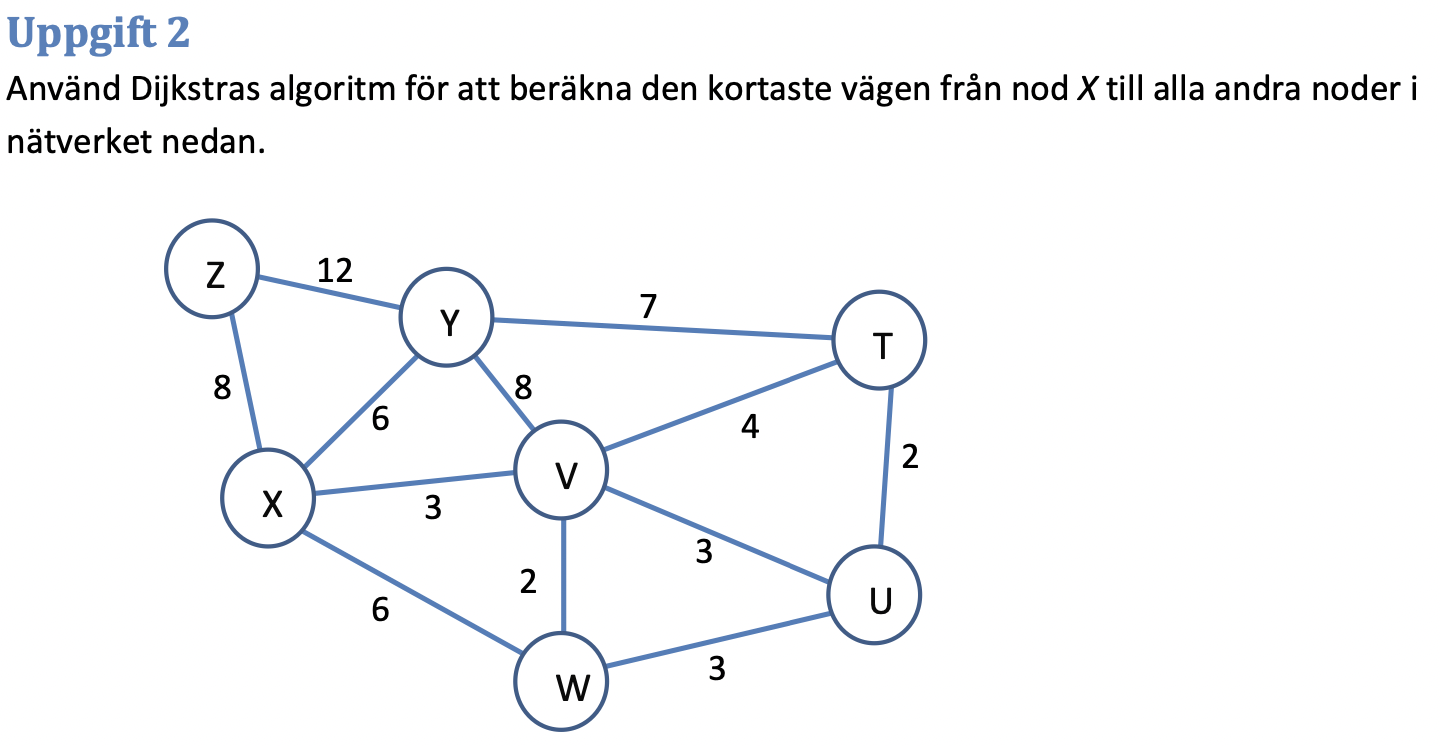 Uppgift 2
Använd Dijkstras algoritm för att beräkna den kortaste vägen från nod X till alla andra noder i
nätverket nedan.
Z
12
Y
7
T
8
6
8
4
2
X
3
V
3
2
U
6
W
3